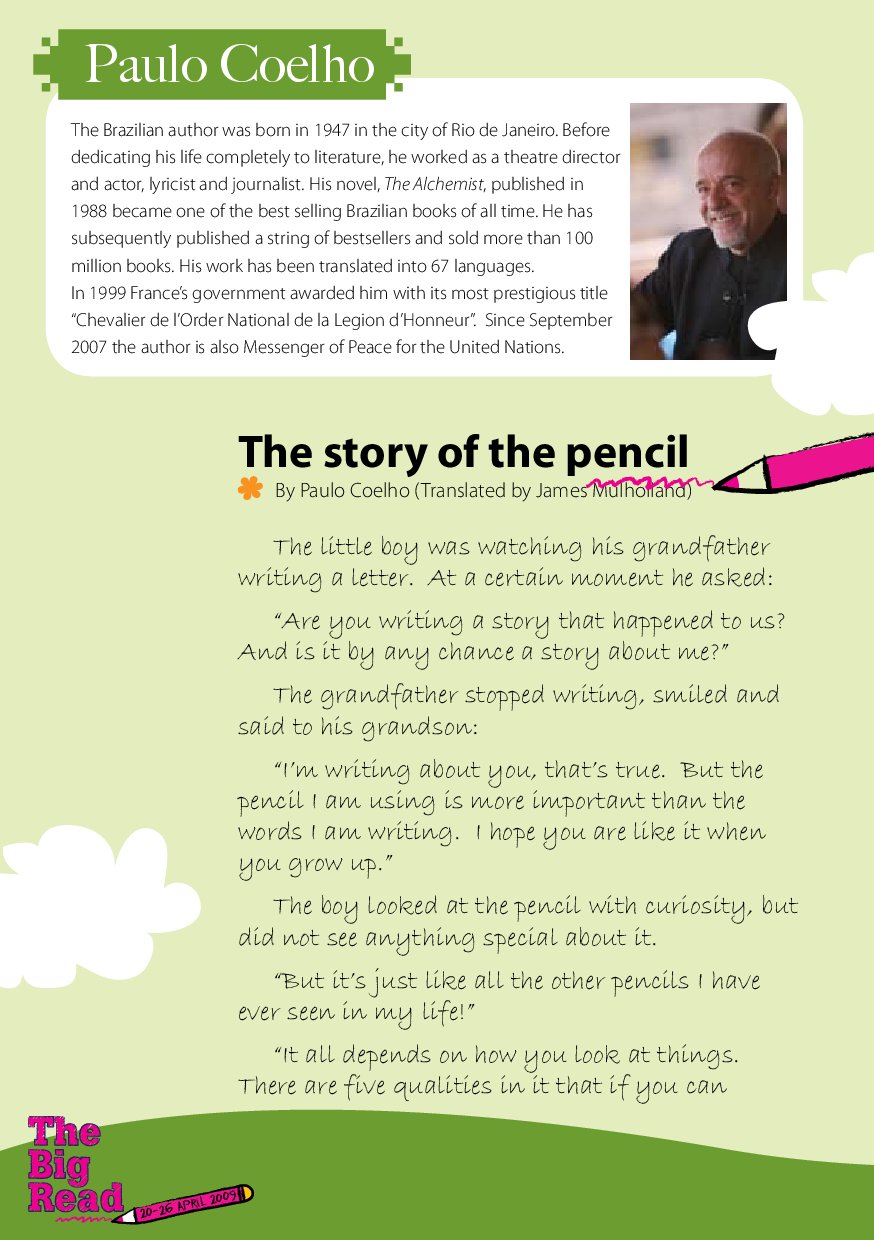 Paulo Coelho
The Brazilian author was born in 1947 in the city of Rio de Janeiro. Before
dedicating his life completely to literature, he worked as a theatre director
and actor, lyricist and journalist. His novel, The Alchemist, published in
1988 became one of the best selling Brazilian books of all time. He has
subsequently published a string of bestsellers and sold more than 100
million books. His work has been translated into 67 languages.
In 1999 France’s government awarded him with its most prestigious title
“Chevalier de l’Order National de la Legion d’Honneur”. Since September
2007 the author is also Messenger of Peace for the United Nations.
The story of the pencil
By Paulo Coelho (Translated by James Mulholland)
The little boy was watching his grandfather
writing a letter. At a certain moment he asked:
“Are you writing a story that happened to us?
And is it by any chance a story about me?”
The grandfather stopped writing, smiled and
said to his grandson:
“I’m writing about you, that’s true. But the
pencil I am using is more important than the
words I am writing. I hope you are like it when
you grow up.”
The boy looked at the pencil with curiosity, but
did not see anything special about it.
“But it’s just like all the other pencils I have
ever seen in my life!”
“It all depends on how you look at things.
There are five qualities in it that if you can
The
Big
Read
20-26 APRIL 2009